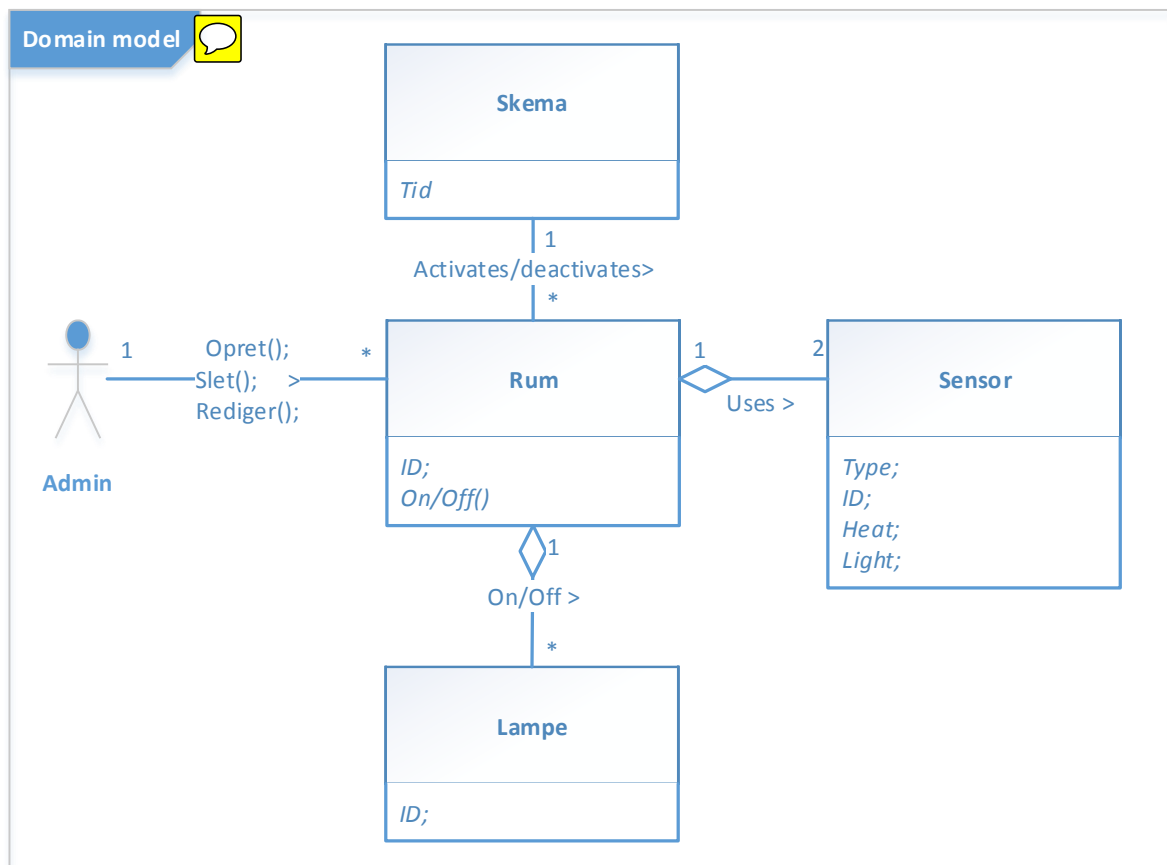 Domain model
Skema
Tid
1
Activates/deactivates>
*
1
Opret();
Slet(); >
Rediger();
*
Admin
Rum
ID;
On/Off()
1
2
Uses >
Sensor
Type;
ID;
Heat;
Light;
1
On/Off >
*
Lampe
ID;